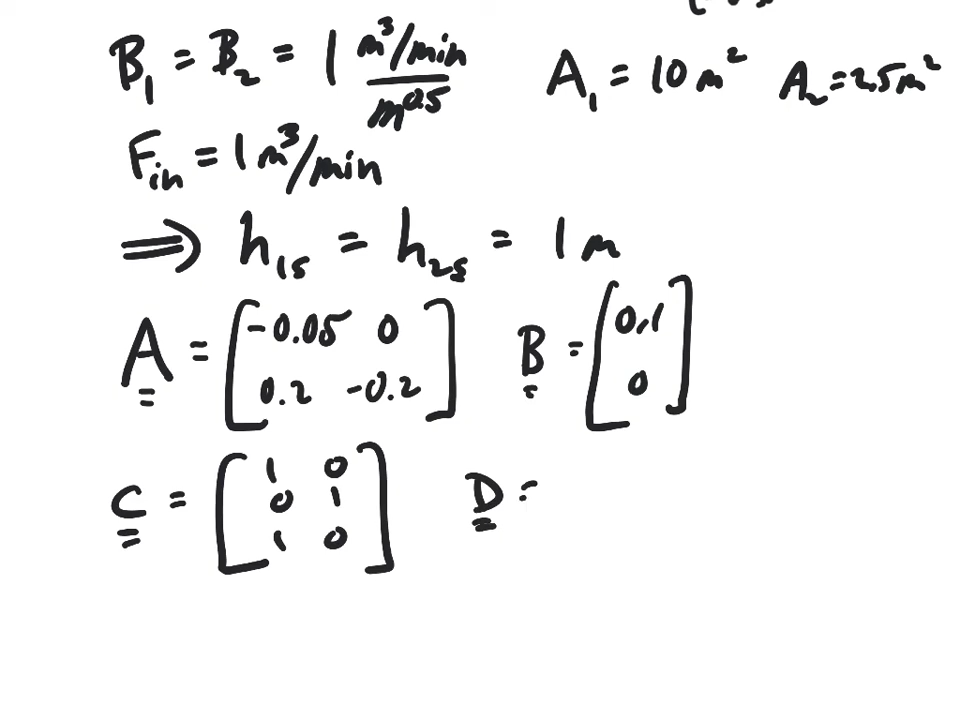 B₁ = B₂ = 1 m³/min / m^0.5 A₁ = 10 m² A₂ = 2.5 m²
F_in = 1 m³/min
⟹ h₁s = h₂s = 1 m
A = [-0.05 0; 0.2 -0.2] B = [0.1; 0]
C = [1 0; 0 1; 1 0] D =